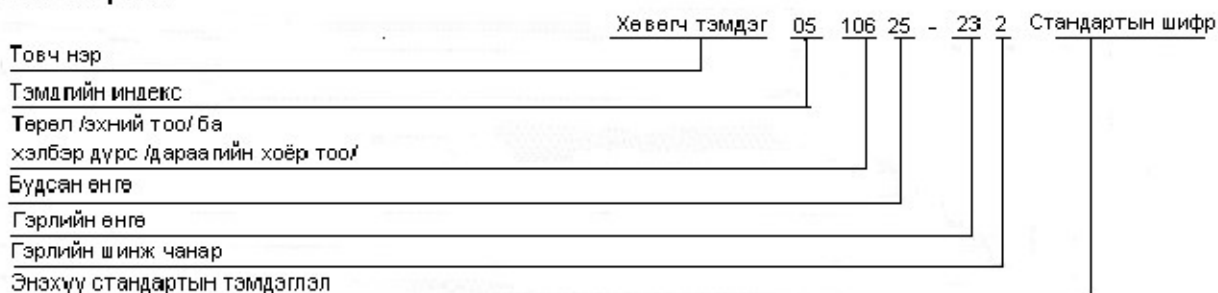 Хөвөгч тэмдэг 05 106 25 - 23 2 Стандартын шифр
Товч нэр
Тэмдгийн индекс
Төрөл /эхний тоо/ ба
хэлбэр дүрс /дараагийн хоёр тоо/
Будсан өнгө
Гэрлийн өнгө
Гэрлийн шинж чанар
Энэхүү стандартын тэмдэглэл